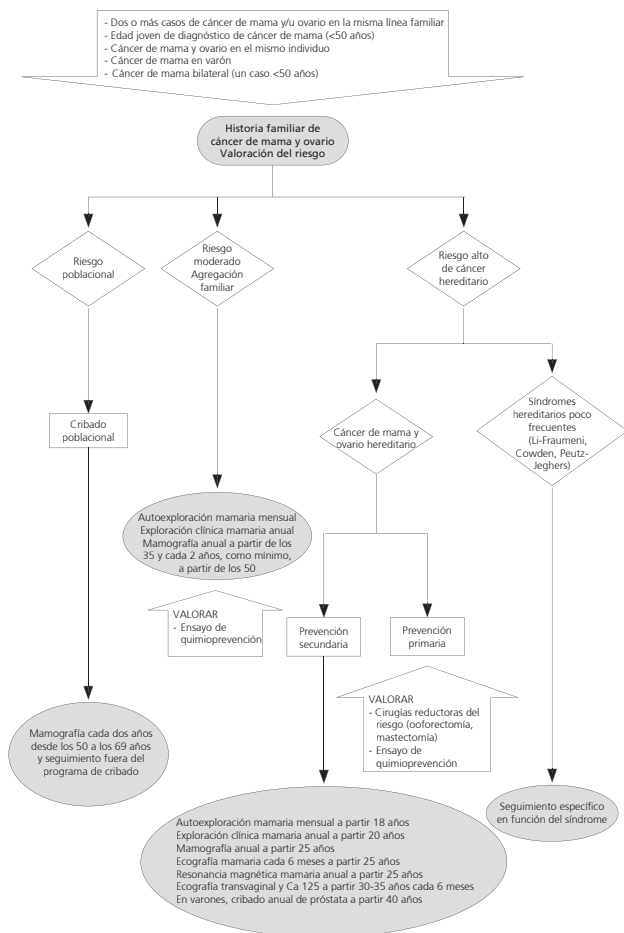 - Dos o más casos de cáncer de mama y/u ovario en la misma línea familiar
- Edad joven de diagnóstico de cáncer de mama (<50 años)
- Cáncer de mama y ovario en el mismo individuo
- Cáncer de mama en varón
- Cáncer de mama bilateral (un caso <50 años)
Historia familiar de
cáncer de mama y ovario
Valoración del riesgo
Riesgo
poblacional
Riesgo
moderado
Agregación
familiar
Riesgo alto
de cáncer
hereditario
Cribado
poblacional
Cáncer de mama y
ovario hereditario
Síndromes
hereditarios poco
frecuentes
(Li-Fraumeni,
Cowden, Peutz-
Jeghers)
Autoexploración mamaria mensual
Exploración clínica mamaria anual
Mamografía anual a partir de los
35 y cada 2 años, como mínimo,
a partir de los 50
VALORAR
- Ensayo de
quimioprevención
Prevención
secundaria
Prevención
primaria
VALORAR
- Cirugías reductoras del
riesgo (ooforectomía,
mastectomía)
- Ensayo de
quimioprevención
Mamografía cada dos años
desde los 50 a los 69 años
y seguimiento fuera del
programa de cribado
Seguimiento específico
en función del síndrome
Autoexploración mamaria mensual a partir 18 años
Exploración clínica mamaria anual a partir 20 años
Mamografía anual a partir 25 años
Ecografía mamaria cada 6 meses a partir 25 años
Resonancia magnética mamaria anual a partir 25 años
Ecografía transvaginal y Ca 125 a partir 30-35 años cada 6 meses
En varones, cribado anual de próstata a partir 40 años